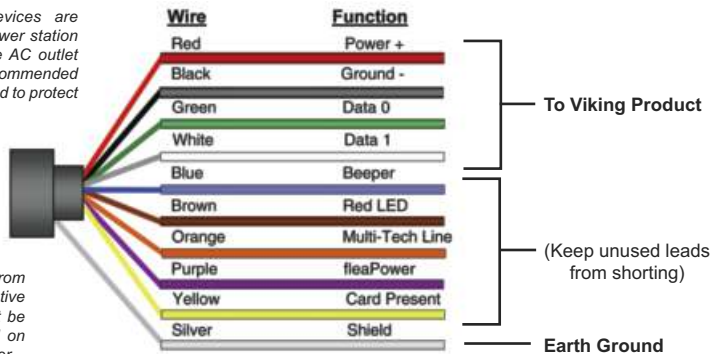 evices are
wer station
e AC outlet
commended
d to protect
Wire Function
Red Power +
Black Ground -
Green Data 0
White Data 1
Blue Beeper
Brown Red LED
Orange Multi-Tech Line
Purple fleaPower
Yellow Card Present
Silver Shield
To Viking Product
(Keep unused leads
from shorting)
Earth Ground
from
tive
t be
on